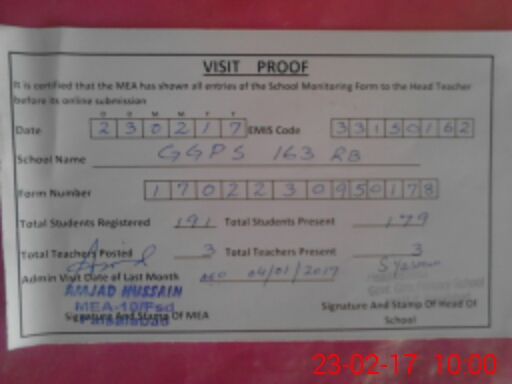 VISIT PROOF
It is certified that the MEA has shown all entries of the School Monitoring Form to the Head Teacher
before its online submission
D D M M Y Y
Date 2 3 0 2 1 7 EMIS Code 3 3 1 5 0 1 6 2
School Name GGPS 163 RB
Form Number 1 7 0 2 2 3 0 9 5 0 1 7 8
Total Students Registered 191 Total Students Present 179
Total Teachers Posted 3 Total Teachers Present 3
Admin Visit Date of Last Month 04/01/2017
AMJAD HUSSAIN
MEA-10/Fsd
Faisalabad
Signature And Stamp Of MEA
Signature And Stamp Of Head Of
School
23-02-17 10:00